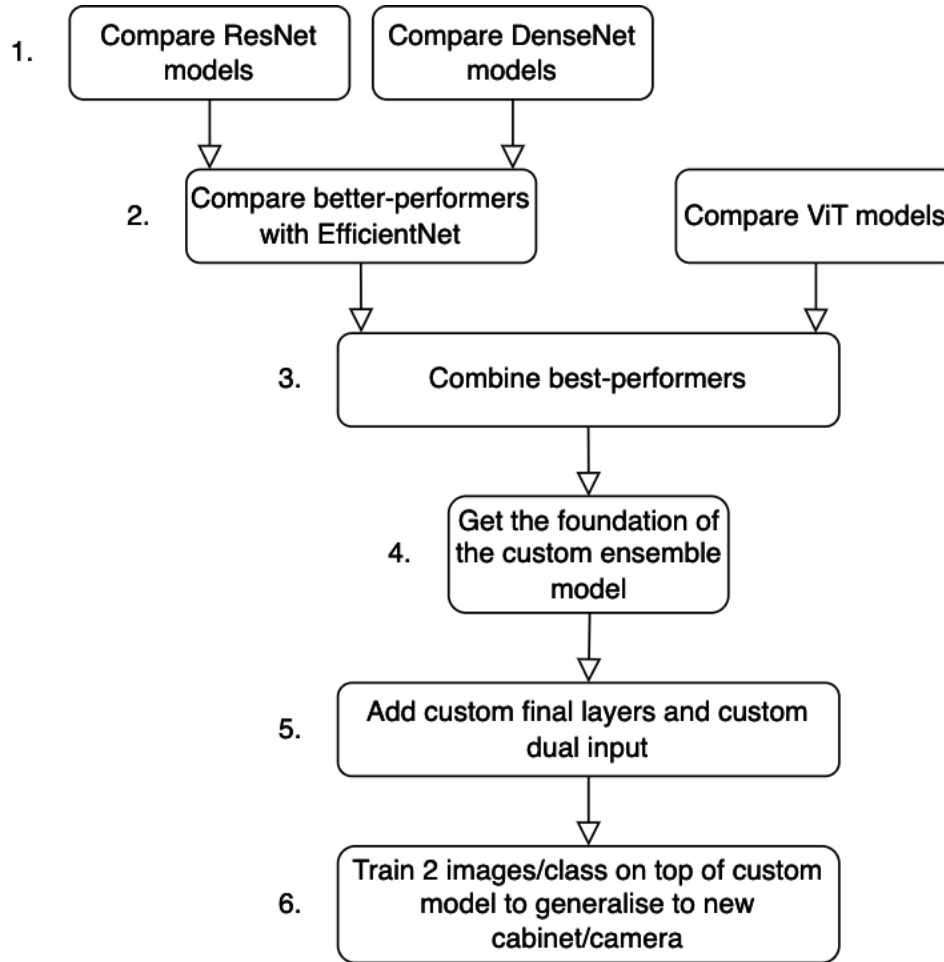 1.
Compare ResNet
models
Compare DenseNet
models
2.
Compare better-performers
with EfficientNet
Compare ViT models
3.
Combine best-performers
4.
Get the foundation of
the custom ensemble
model
5.
Add custom final layers and custom
dual input
6.
Train 2 images/class on top of custom
model to generalise to new
cabinet/camera